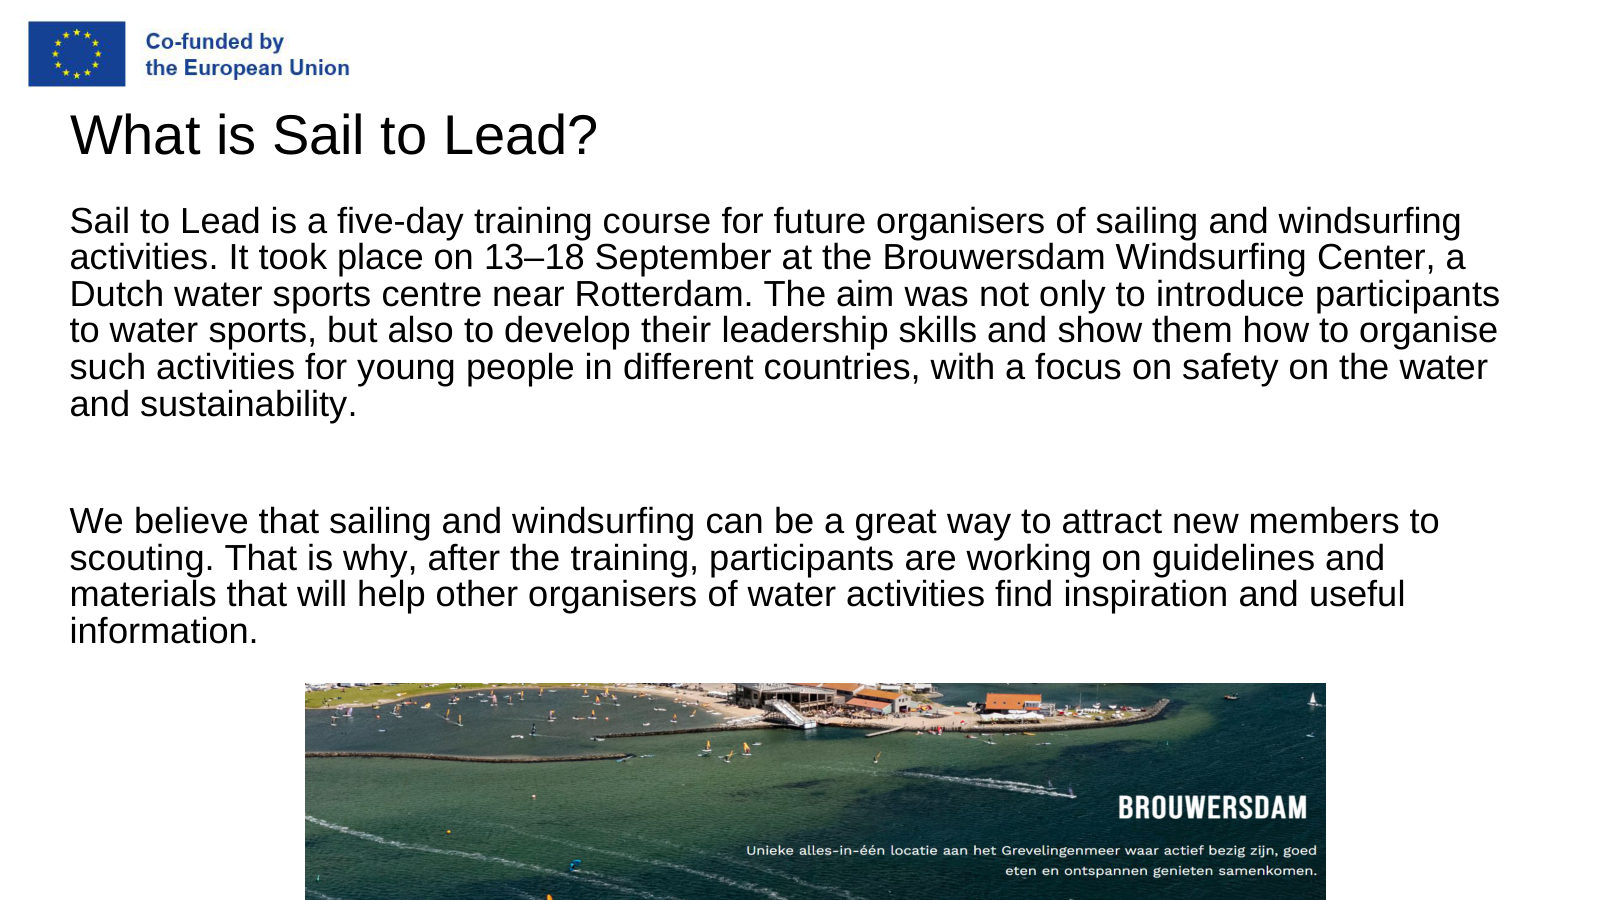 Co-funded by
the European Union
What is Sail to Lead?
Sail to Lead is a five-day training course for future organisers of sailing and windsurfing
activities. It took place on 13–18 September at the Brouwersdam Windsurfing Center, a
Dutch water sports centre near Rotterdam. The aim was not only to introduce participants
to water sports, but also to develop their leadership skills and show them how to organise
such activities for young people in different countries, with a focus on safety on the water
and sustainability.
We believe that sailing and windsurfing can be a great way to attract new members to
scouting. That is why, after the training, participants are working on guidelines and
materials that will help other organisers of water activities find inspiration and useful
information.
BROUWERSDAM
Unieke alles-in-één locatie aan het Grevelingenmeer waar actief bezig zijn, goed
eten en ontspannen genieten samenkomen.